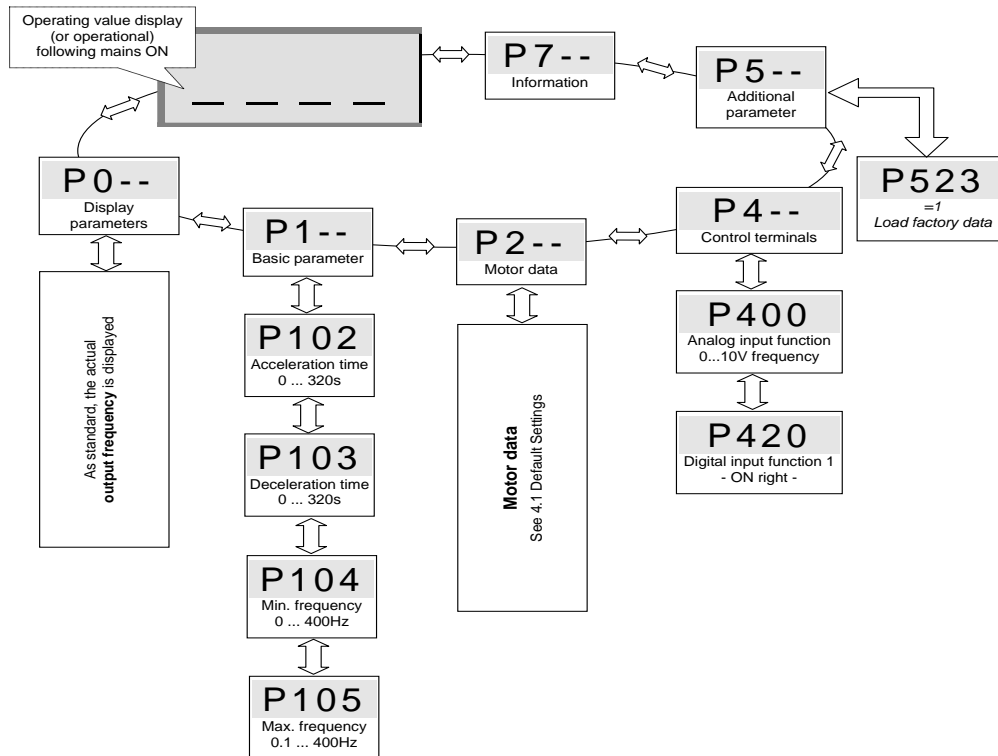 Operating value display
(or operational)
following mains ON
_ _ _ _
P7--
Information
P5--
Additional
parameter
P523
=1
Load factory data
P0--
Display
parameters
P1--
Basic parameter
P2--
Motor data
P4--
Control terminals
As standard, the actual
output frequency is displayed
P102
Acceleration time
0 ... 320s
P103
Deceleration time
0 ... 320s
P104
Min. frequency
0 ... 400Hz
P105
Max. frequency
0.1 ... 400Hz
Motor data
See 4.1 Default Settings
P400
Analog input function
0...10V frequency
P420
Digital input function 1
- ON right -